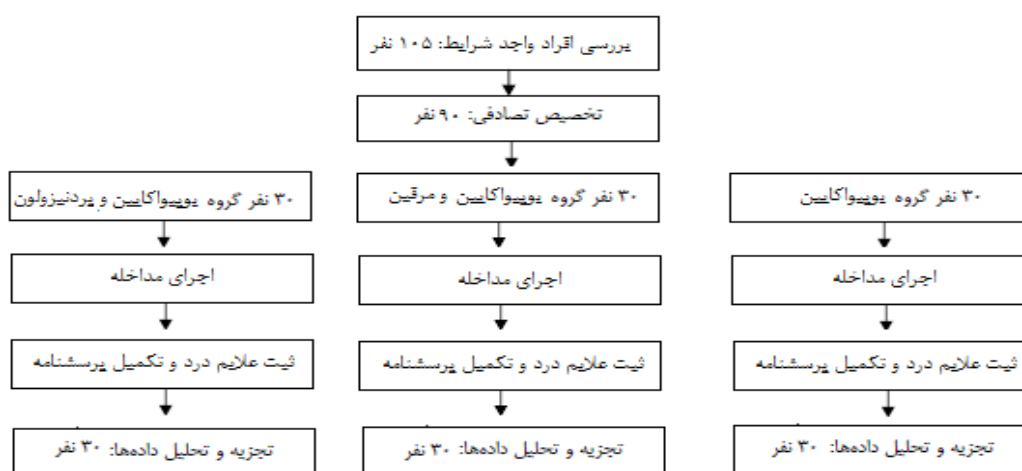 بررسی افراد واجد شرایط: ۱۰۵ نفر
تخصیص تصادفی: ۹۰ نفر
۳۰ نفر گروه بوپیواکایین
۳۰ نفر گروه بوپیواکایین و مرفین
۳۰ نفر گروه بوپیواکایین و پردنیزولون
اجرای مداخله
اجرای مداخله
اجرای مداخله
ثبت علایم درد و تکمیل پرسشنامه
ثبت علایم درد و تکمیل پرسشنامه
ثبت علایم درد و تکمیل پرسشنامه
تجزیه و تحلیل داده‌ها: ۳۰ نفر
تجزیه و تحلیل داده‌ها: ۳۰ نفر
تجزیه و تحلیل داده‌ها: ۳۰ نفر